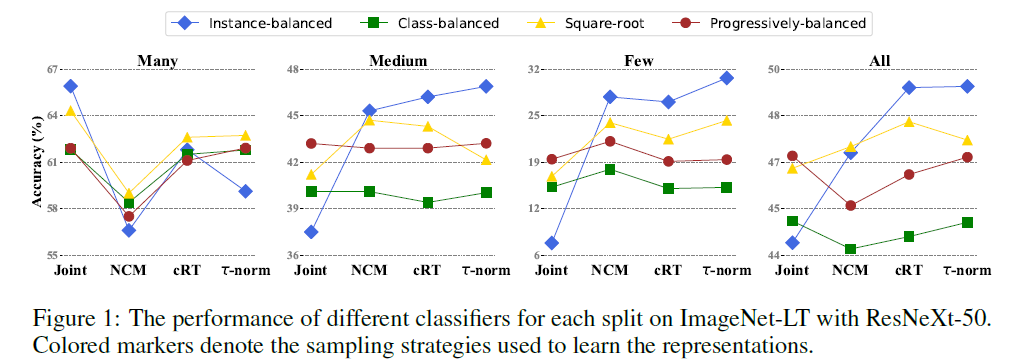 Instance-balanced Class-balanced Square-root Progressively-balanced
Many Medium Few All
Accuracy (%)
67 64 61 58 55
48 45 42 39 36
32 25 19 12 6
50 48 47 45 44
Joint NCM cRT τ-norm Joint NCM cRT τ-norm Joint NCM cRT τ-norm Joint NCM cRT τ-norm
Figure 1: The performance of different classifiers for each split on ImageNet-LT with ResNeXt-50.
Colored markers denote the sampling strategies used to learn the representations.